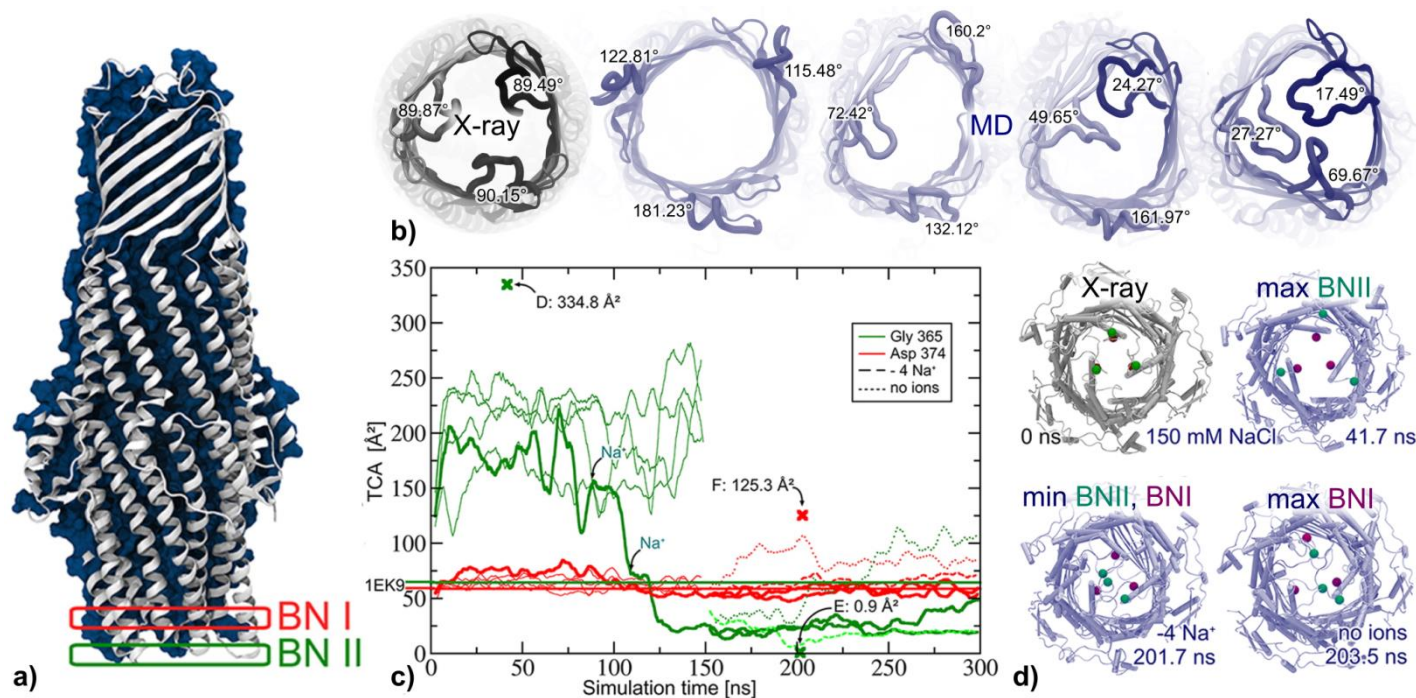 BN I
BN II
a)
89.49°
89.87°
X-ray
90.15°
122.81°
115.48°
181.23°
160.2°
72.42°
MD
132.12°
24.27°
49.65°
161.97°
17.49°
27.27°
69.67°
b)
350
300
250
200
150
100
50
0
1EK9
TCA [Å²]
D: 334.8 Å²
Gly 365
Asp 374
- 4 Na⁺
no ions
Na⁺
F: 125.3 Å²
Na⁺
E: 0.9 Å²
0 25 50 75 100 125 150 175 200 225 250 275 300
c) Simulation time [ns]
X-ray
0 ns
max BNII
150 mM NaCl
41.7 ns
min BNII, BNI
-4 Na⁺
201.7 ns
max BNI
no ions
203.5 ns
d)